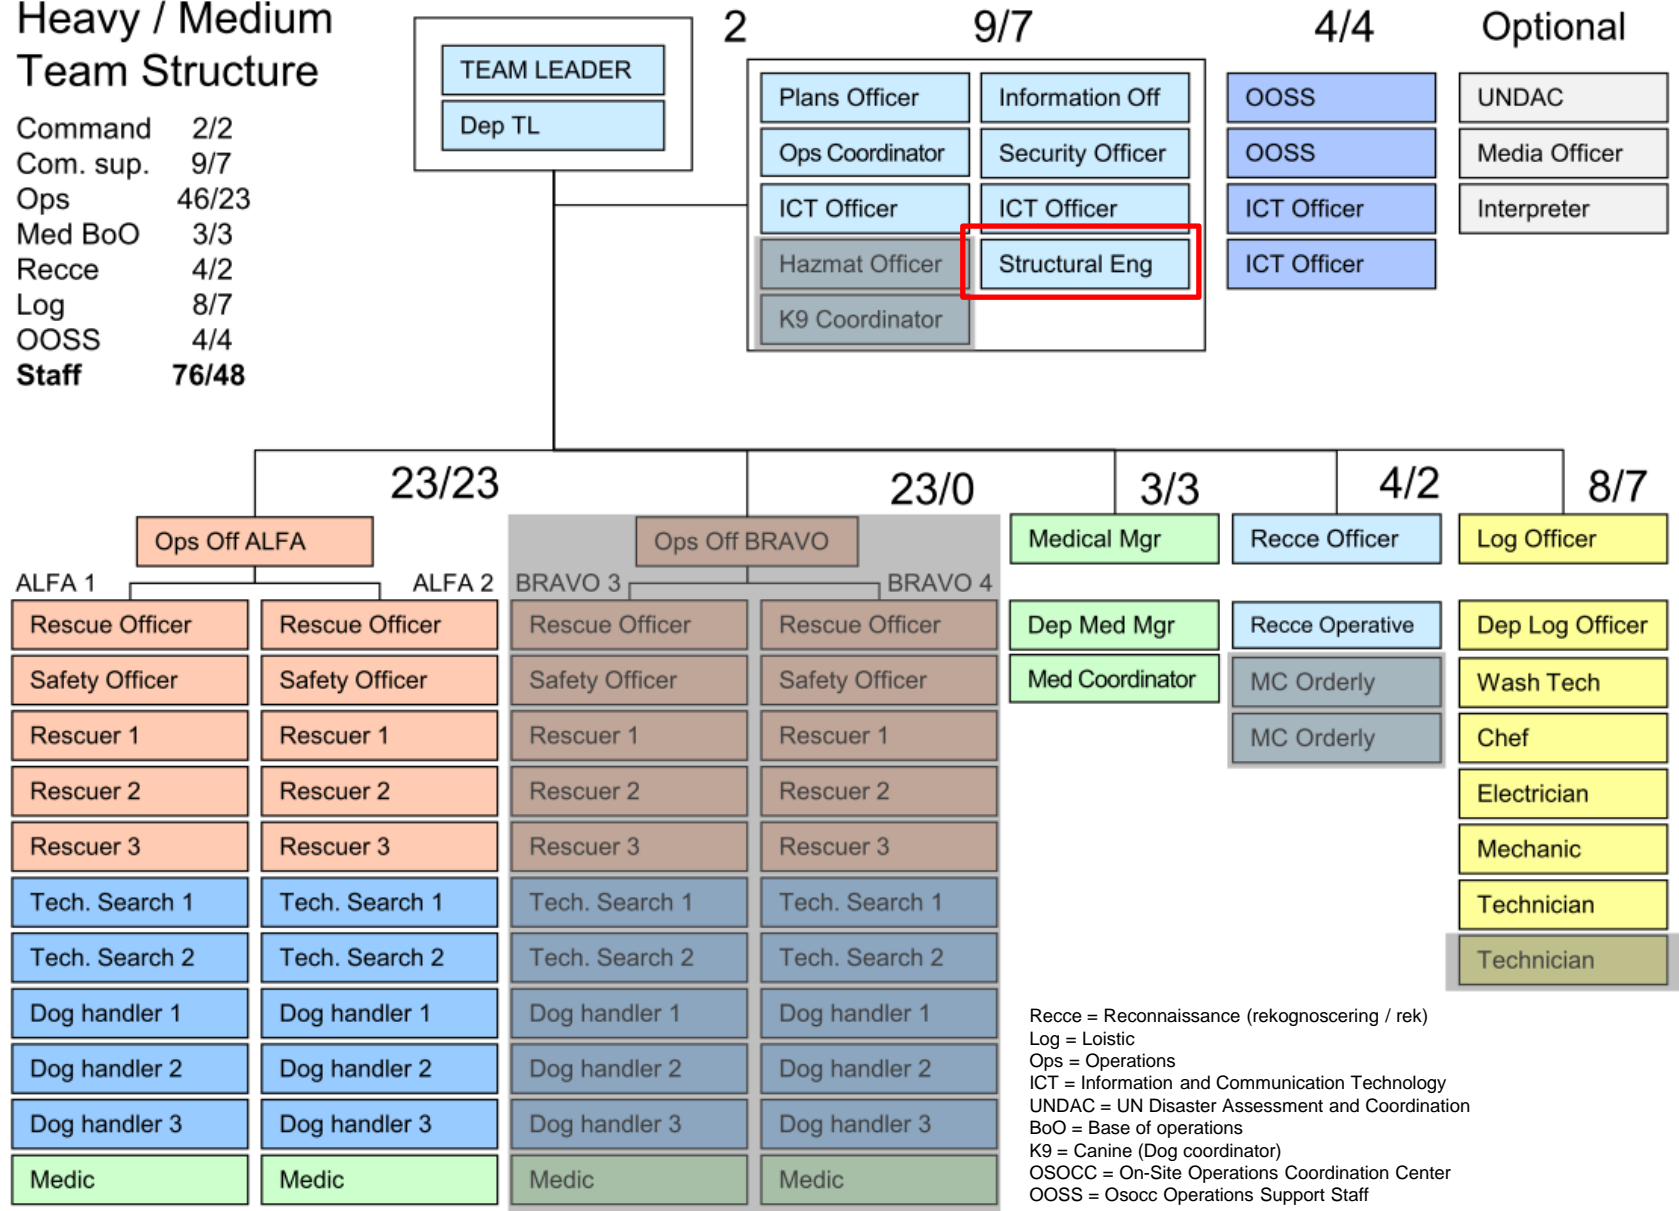 Heavy / Medium
Team Structure
Command 2/2
Com. sup. 9/7
Ops 46/23
Med BoO 3/3
Recce 4/2
Log 8/7
OOSS 4/4
Staff 76/48
TEAM LEADER
Dep TL
2
9/7
Plans Officer
Information Off
Ops Coordinator
Security Officer
ICT Officer
ICT Officer
Hazmat Officer
Structural Eng
K9 Coordinator
4/4
OOSS
OOSS
ICT Officer
ICT Officer
Optional
UNDAC
Media Officer
Interpreter
23/23
Ops Off ALFA
ALFA 1
Rescue Officer
Safety Officer
Rescuer 1
Rescuer 2
Rescuer 3
Tech. Search 1
Tech. Search 2
Dog handler 1
Dog handler 2
Dog handler 3
Medic
ALFA 2
Rescue Officer
Safety Officer
Rescuer 1
Rescuer 2
Rescuer 3
Tech. Search 1
Tech. Search 2
Dog handler 1
Dog handler 2
Dog handler 3
Medic
23/0
Ops Off BRAVO
BRAVO 3
Rescue Officer
Safety Officer
Rescuer 1
Rescuer 2
Rescuer 3
Tech. Search 1
Tech. Search 2
Dog handler 1
Dog handler 2
Dog handler 3
Medic
BRAVO 4
Rescue Officer
Safety Officer
Rescuer 1
Rescuer 2
Rescuer 3
Tech. Search 1
Tech. Search 2
Dog handler 1
Dog handler 2
Dog handler 3
Medic
3/3
Medical Mgr
Dep Med Mgr
Med Coordinator
4/2
Recce Officer
Recce Operative
MC Orderly
MC Orderly
8/7
Log Officer
Dep Log Officer
Wash Tech
Chef
Electrician
Mechanic
Technician
Technician
Recce = Reconnaissance (rekognoscering / rek)
Log = Loistic
Ops = Operations
ICT = Information and Communication Technology
UNDAC = UN Disaster Assessment and Coordination
BoO = Base of operations
K9 = Canine (Dog coordinator)
OSOCC = On-Site Operations Coordination Center
OOSS = Osocc Operations Support Staff